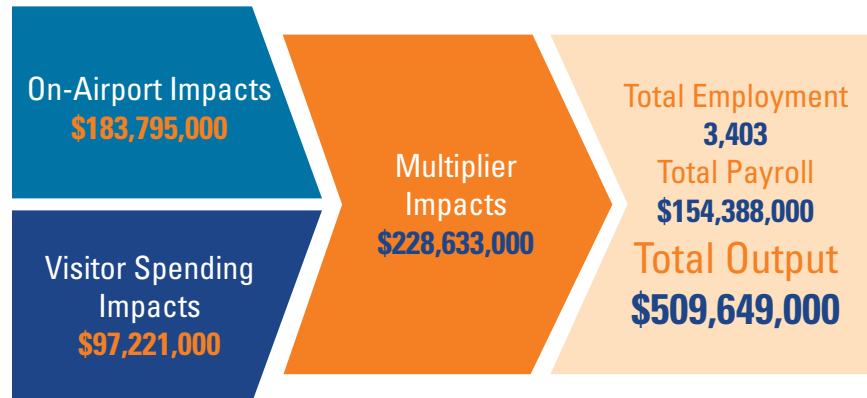 On-Airport Impacts
$183,795,000
Visitor Spending
Impacts
$97,221,000
Multiplier
Impacts
$228,633,000
Total Employment
3,403
Total Payroll
$154,388,000
Total Output
$509,649,000